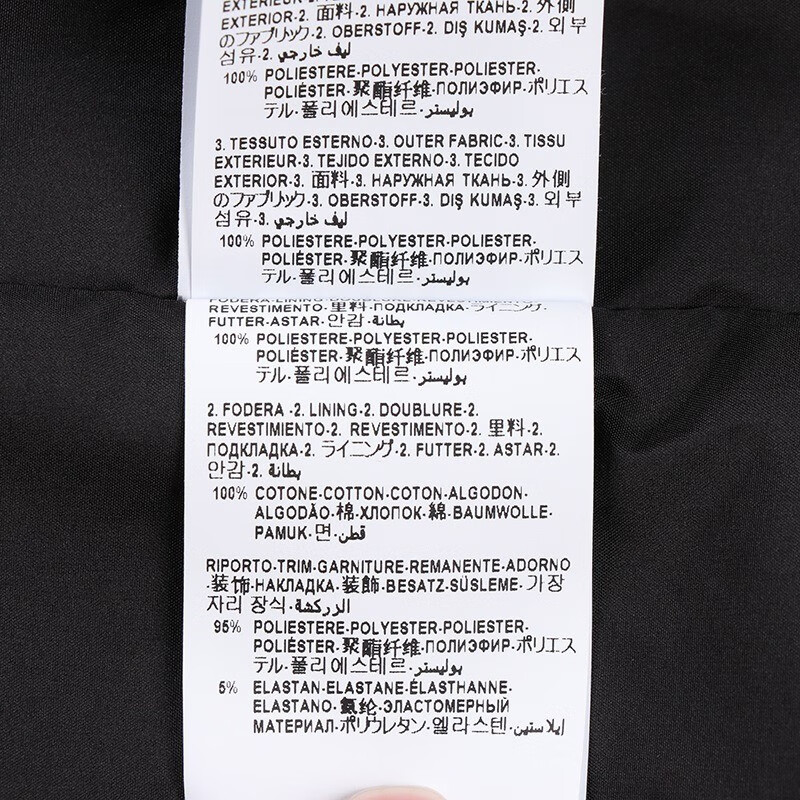 EXTERIOR-2. 面料-2. НАРУЖНАЯ ТКАНЬ-2. 外側
のファブリック-2. OBERSTOFF-2. DIŞ KUMAŞ-2. 외부
섬유-2. ليف خارجي
100% POLIESTERE-POLYESTER-POLIESTER-
POLIÉSTER-聚酯纤维-ПОЛИЭФИР-ポリエス
テル-폴리에스테르-بوليستر
3. TESSUTO ESTERNO-3. OUTER FABRIC-3. TISSU
EXTERIEUR-3. TEJIDO EXTERNO-3. TECIDO
EXTERIOR-3. 面料-3. НАРУЖНАЯ ТКАНЬ-3. 外側
のファブリック-3. OBERSTOFF-3. DIŞ KUMAŞ-3. 외부
섬유-3. ليف خارجي
100% POLIESTERE-POLYESTER-POLIESTER-
POLIÉSTER-聚酯纤维-ПОЛИЭФИР-ポリエス
テル-폴리에스테르-بوليستر
REVESTIMENTO-里料-ПОДКЛАДКА-ライニング-
FUTTER-ASTAR-안감-بطانة
100% POLIESTERE-POLYESTER-POLIESTER-
POLIÉSTER-聚酯纤维-ПОЛИЭФИР-ポリエス
テル-폴리에스테르-بوليستر
2. FODERA -2. LINING-2. DOUBLURE-2.
REVESTIMIENTO-2. REVESTIMENTO-2. 里料-2.
ПОДКЛАДКА-2. ライニング-2. FUTTER-2. ASTAR-2.
안감-2. بطانة
100% COTONE-COTTON-COTON-ALGODON-
ALGODÃO-棉-ХЛОПОК-綿-BAUMWOLLE-
PAMUK-면-قطن
RIPORTO-TRIM-GARNITURE-REMANENTE-ADORNO
-装饰-НАКЛАДКА-装飾-BESATZ-SÜSLEME-가장
자리 장식-الزركشة
95% POLIESTERE-POLYESTER-POLIESTER-
POLIÉSTER-聚酯纤维-ПОЛИЭФИР-ポリエス
テル-폴리에스테르-بوليستر
5% ELASTAN-ELASTANE-ÉLASTHANNE-
ELASTANO-氨纶-ЭЛАСТОМЕРНЫЙ
МАТЕРИАЛ-ポリウレタン-엘라스텐-إيلاستين